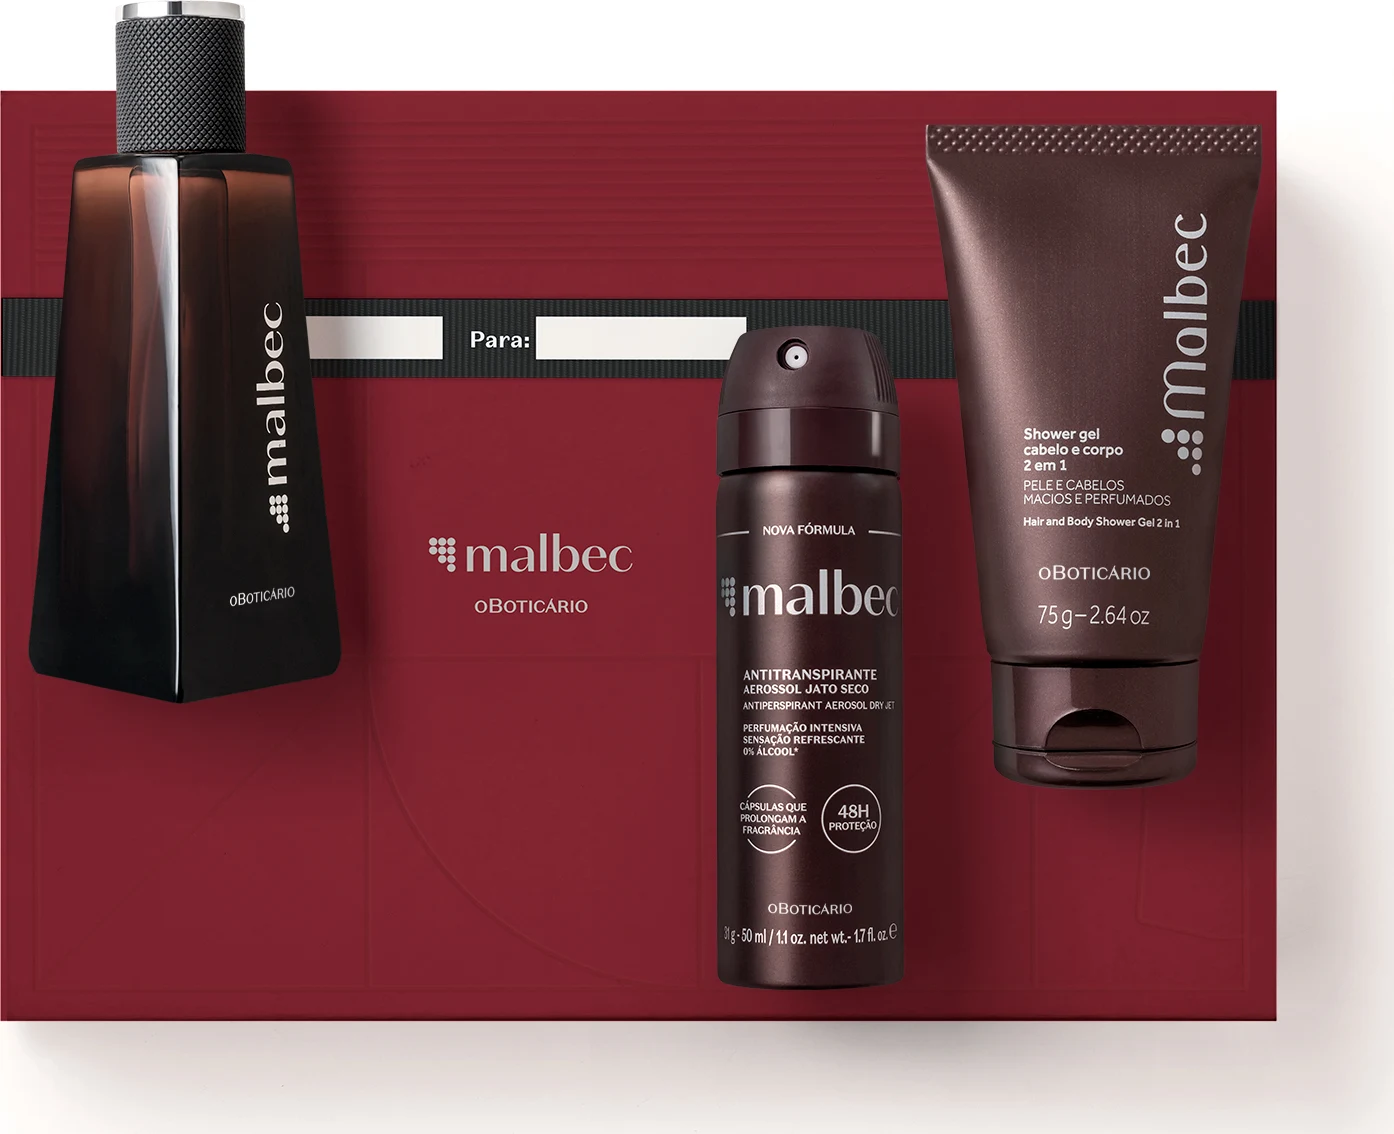 malbec
oBOTICÁRIO
Para:
malbec
oBOTICÁRIO
NOVA FÓRMULA
malbec
ANTITRANSPIRANTE
AEROSSOL JATO SECO
ANTIPERSPIRANT AEROSOL DRY JET
PERFUMAÇÃO INTENSIVA
SENSAÇÃO REFRESCANTE
0% ÁLCOOL*
CÁPSULAS QUE
PROLONGAM A
FRAGRÂNCIA
48H
PROTEÇÃO
oBOTICÁRIO
31g - 50 ml / 1.1 oz. net wt.- 1.7 fl. oz. ℮
malbec
Shower gel
cabelo e corpo
2 em 1
PELE E CABELOS
MACIOS E PERFUMADOS
Hair and Body Shower Gel 2 in 1
oBOTICÁRIO
75g–2.64oz